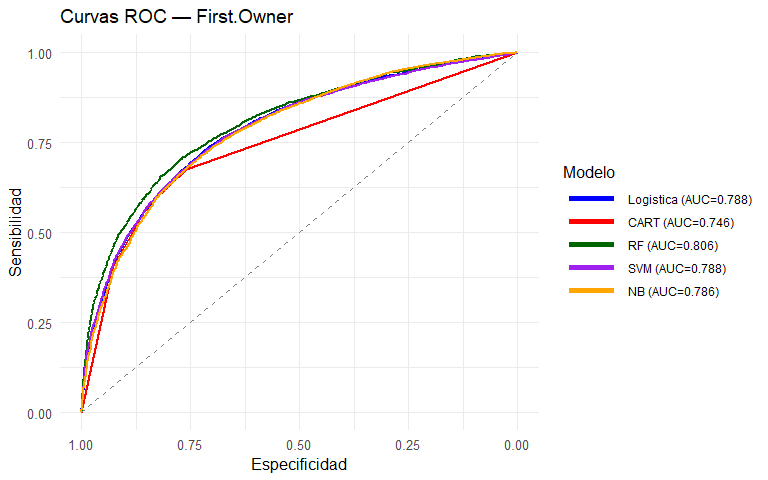 Curvas ROC — First.Owner
1.00
0.75
0.50
0.25
0.00
Sensibilidad
1.00
0.75
0.50
0.25
0.00
Especificidad
Modelo
Logística (AUC=0.788)
CART (AUC=0.746)
RF (AUC=0.806)
SVM (AUC=0.788)
NB (AUC=0.786)